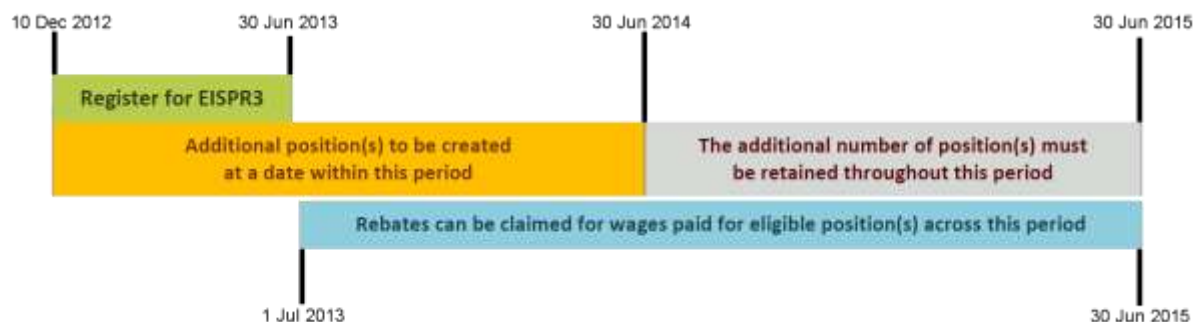 10 Dec 2012
30 Jun 2013
30 Jun 2014
30 Jun 2015
Register for EISPR3
Additional position(s) to be created
at a date within this period
The additional number of position(s) must
be retained throughout this period
Rebates can be claimed for wages paid for eligible position(s) across this period
1 Jul 2013
30 Jun 2015